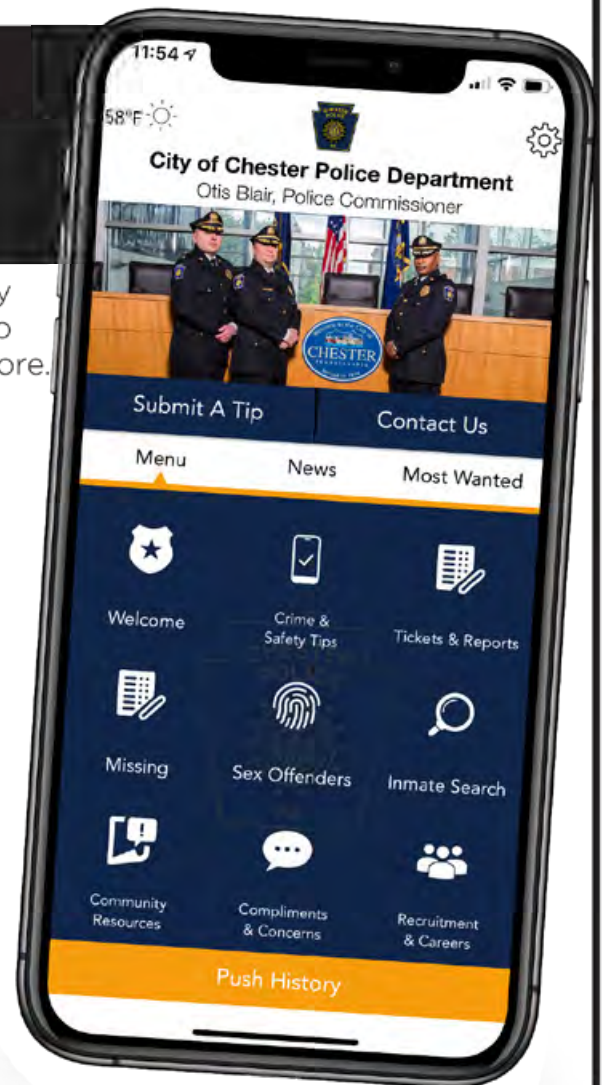 11:54
58°F
City of Chester Police Department
Otis Blair, Police Commissioner
CHESTER
y
o
ore.
Submit A Tip
Contact Us
Menu
News
Most Wanted
Welcome
Crime &
Safety Tips
Tickets & Reports
Missing
Sex Offenders
Inmate Search
Community
Resources
Compliments
& Concerns
Recruitment
& Careers
Push History